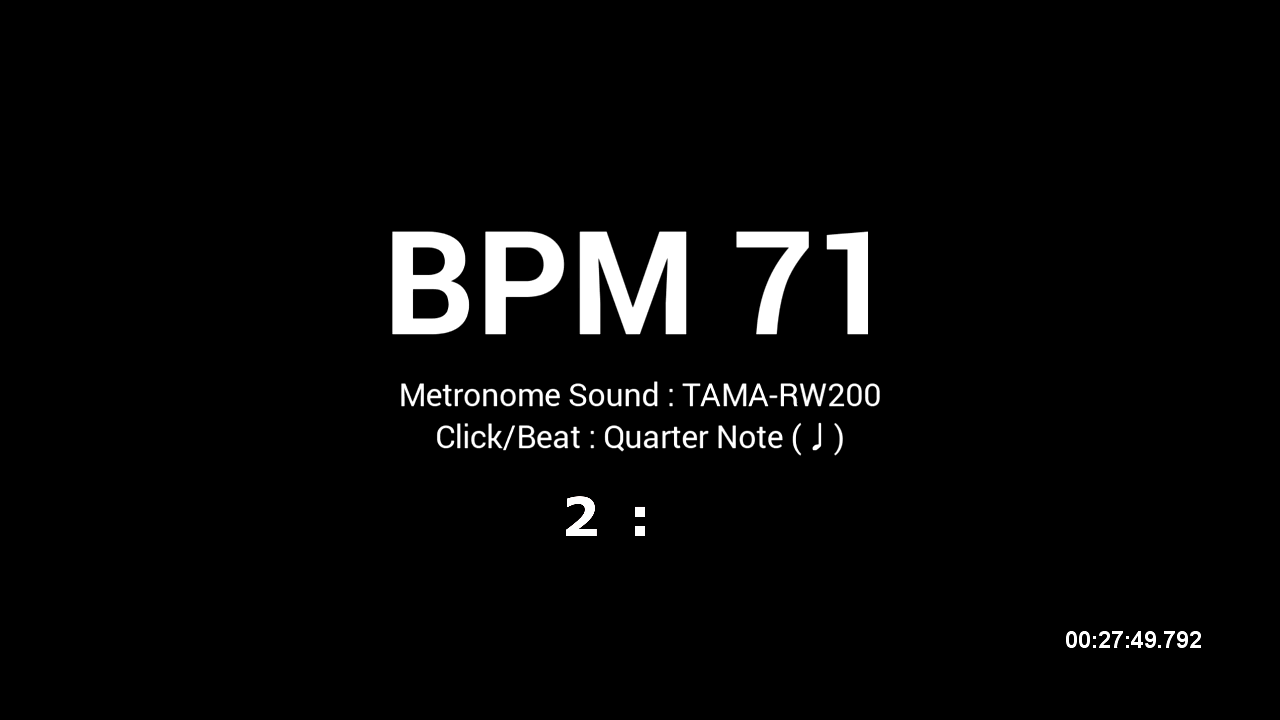 BPM 71
Metronome Sound : TAMA-RW200
Click/Beat : Quarter Note ( ♩ )
2 :
00:27:49.792